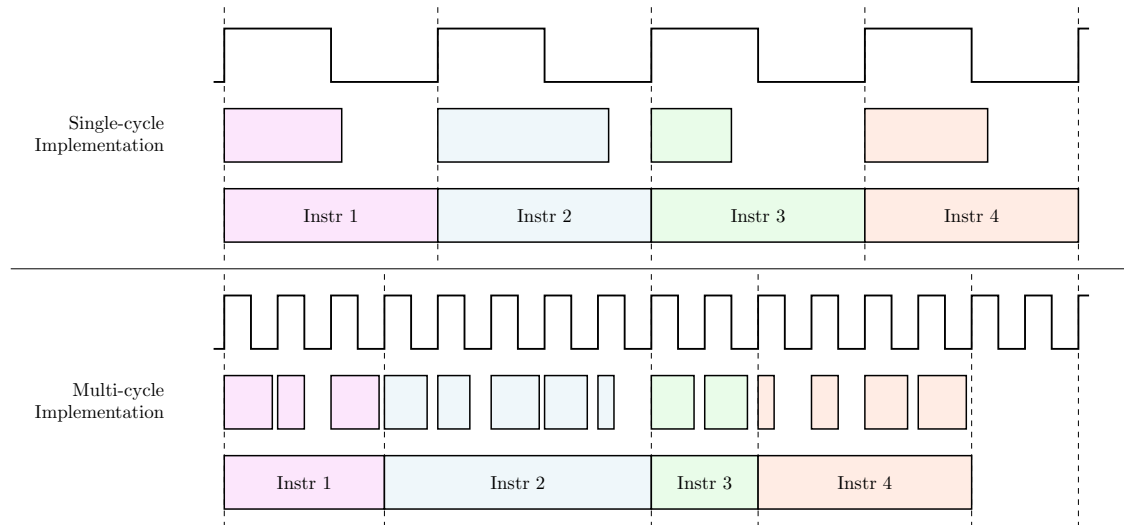 Single-cycle
Implementation
Instr 1
Instr 2
Instr 3
Instr 4
Multi-cycle
Implementation
Instr 1
Instr 2
Instr 3
Instr 4